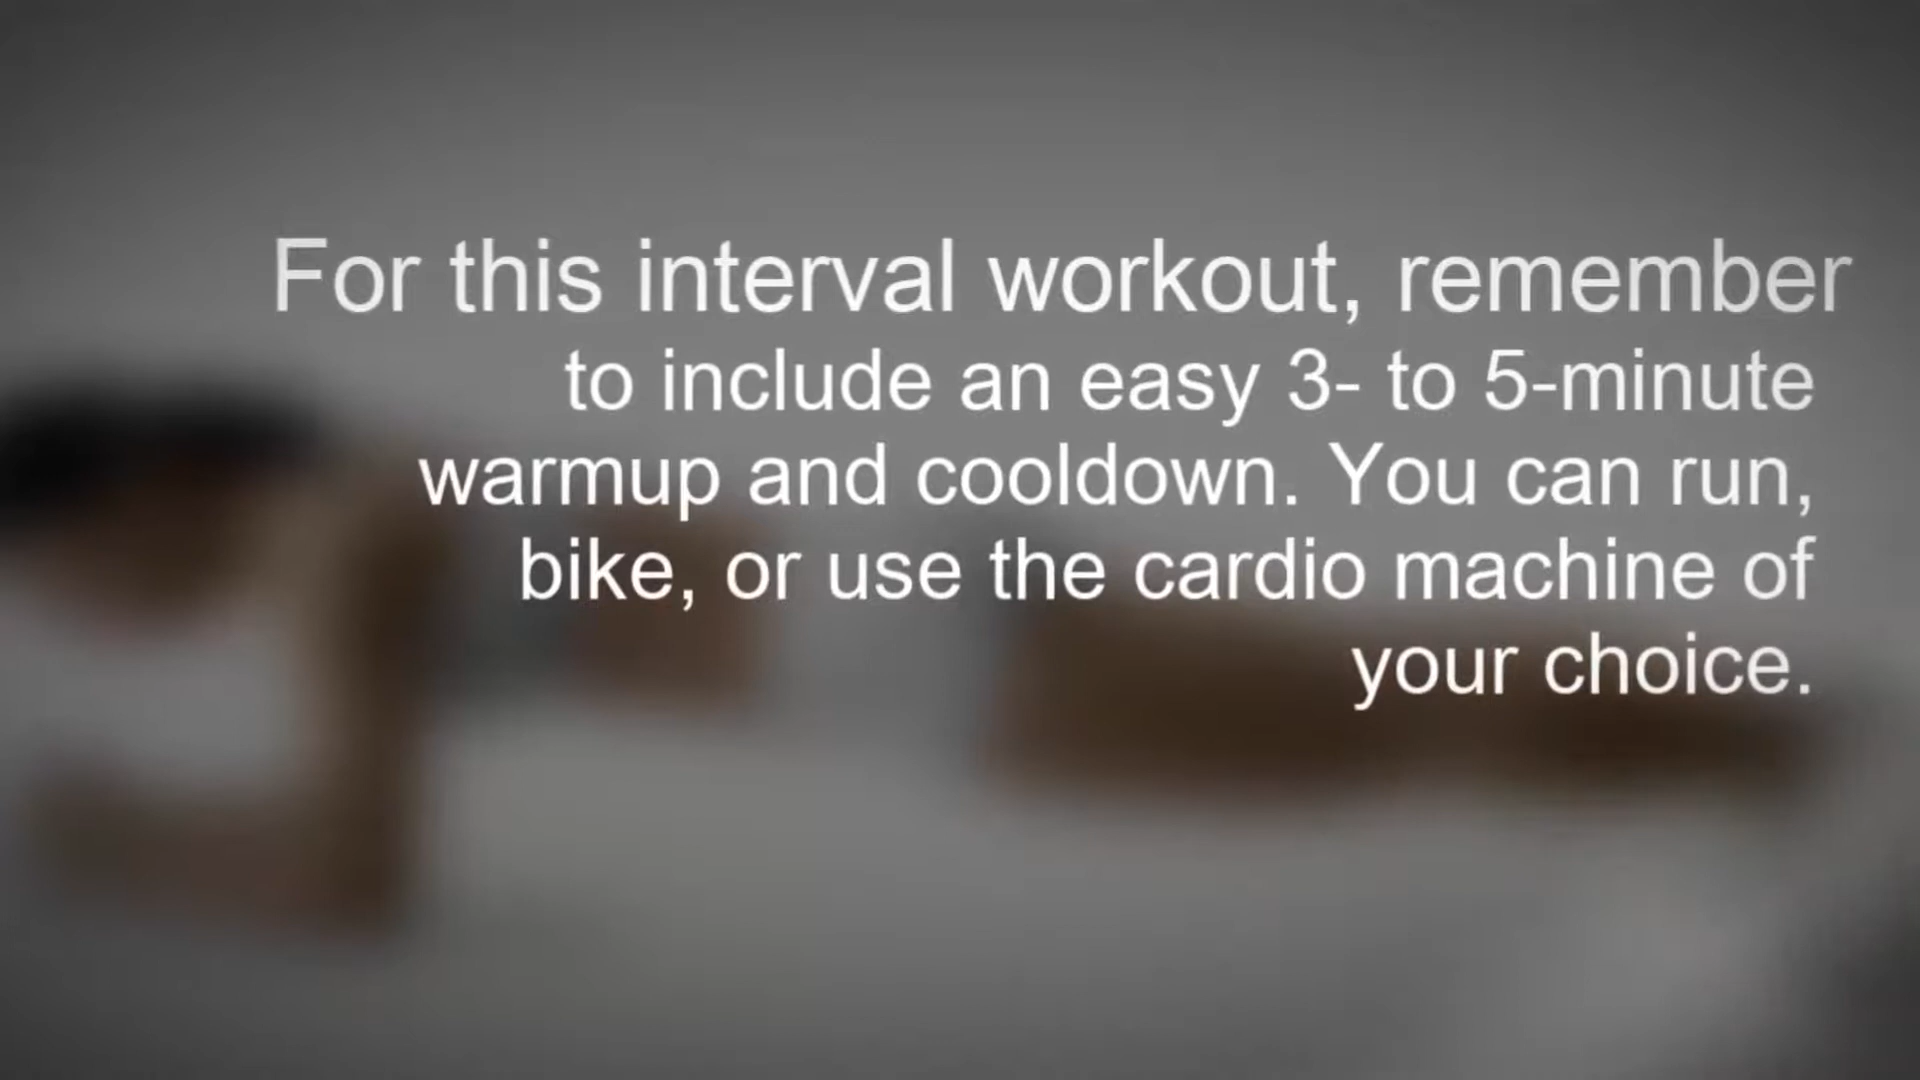 For this interval workout, remember
to include an easy 3- to 5-minute
warmup and cooldown. You can run,
bike, or use the cardio machine of
your choice.